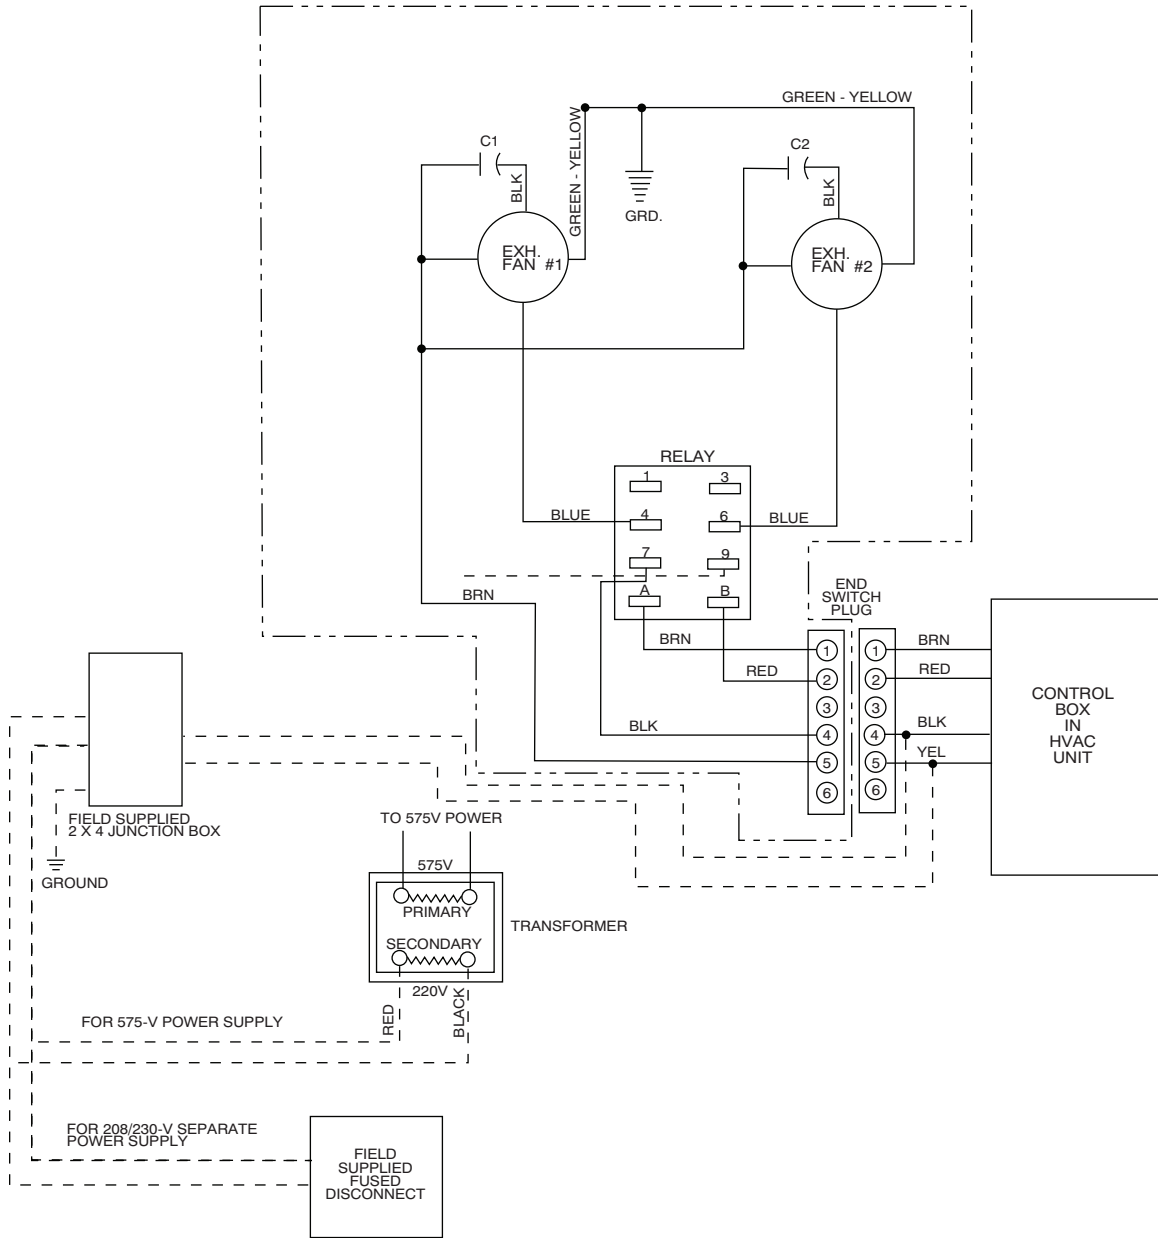 GREEN - YELLOW
C1
C2
BLK
GREEN - YELLOW
BLK
GRD.
EXH.
FAN #1
EXH.
FAN #2
RELAY
1
3
4
6
BLUE
BLUE
7
9
A
B
BRN
END
SWITCH
PLUG
BRN
RED
BLK
1
2
3
4
5
6
1
2
3
4
5
6
BRN
RED
BLK
YEL
CONTROL
BOX
IN
HVAC
UNIT
FIELD SUPPLIED
2 X 4 JUNCTION BOX
GROUND
TO 575V POWER
575V
PRIMARY
SECONDARY
TRANSFORMER
220V
RED
BLACK
FOR 575-V POWER SUPPLY
FOR 208/230-V SEPARATE
POWER SUPPLY
FIELD
SUPPLIED
FUSED
DISCONNECT